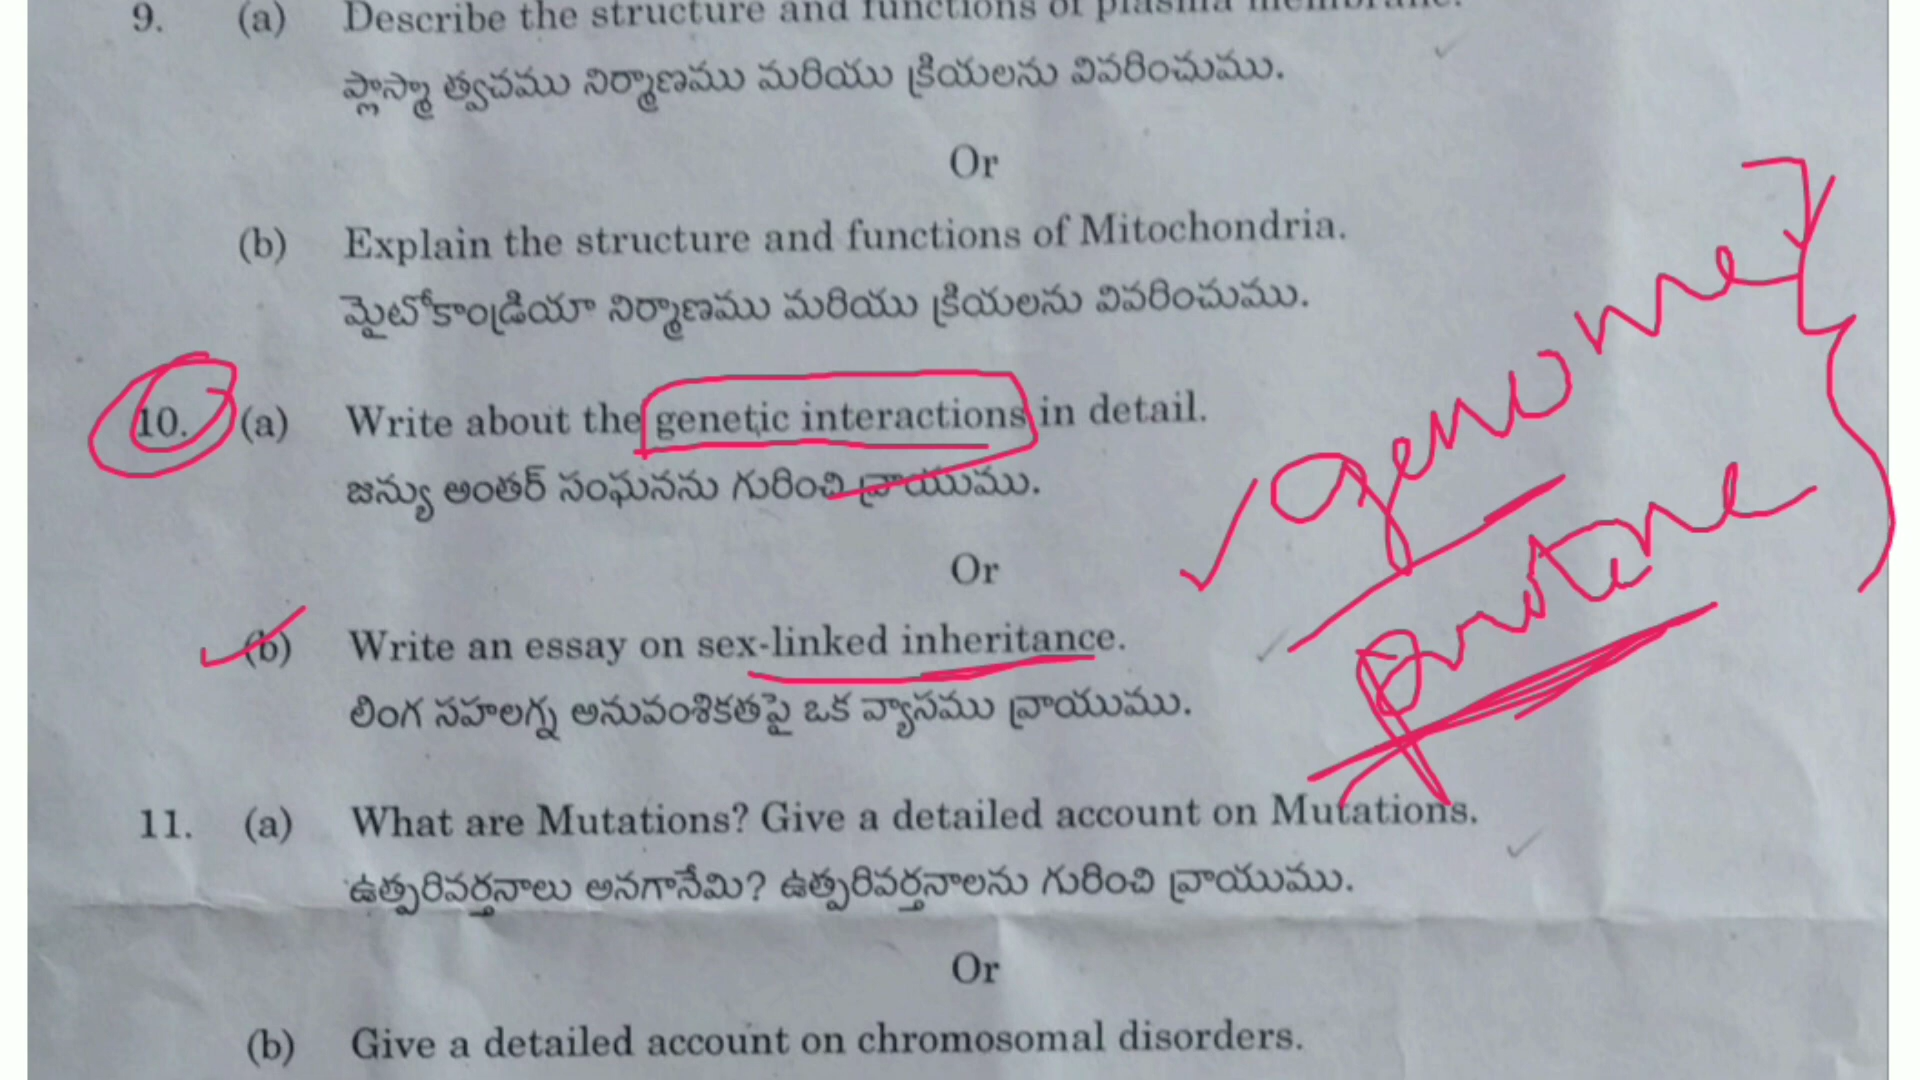 9. (a) Describe the structure and functions of plasma membrane.
ప్లాస్మా త్వచము నిర్మాణము మరియు క్రియలను వివరించుము.
Or
(b) Explain the structure and functions of Mitochondria.
మైటోకాండ్రియా నిర్మాణము మరియు క్రియలను వివరించుము.
10. (a) Write about the genetic interactions in detail.
జన్యు అంతర్ సంఘనను గురించి వ్రాయుము.
Or
(b) Write an essay on sex-linked inheritance.
లింగ సహలగ్న అనువంశికతపై ఒక వ్యాసము వ్రాయుము.
11. (a) What are Mutations? Give a detailed account on Mutations.
ఉత్పరివర్తనాలు అనగానేమి? ఉత్పరివర్తనాలను గురించి వ్రాయుము.
Or
(b) Give a detailed account on chromosomal disorders.
genome